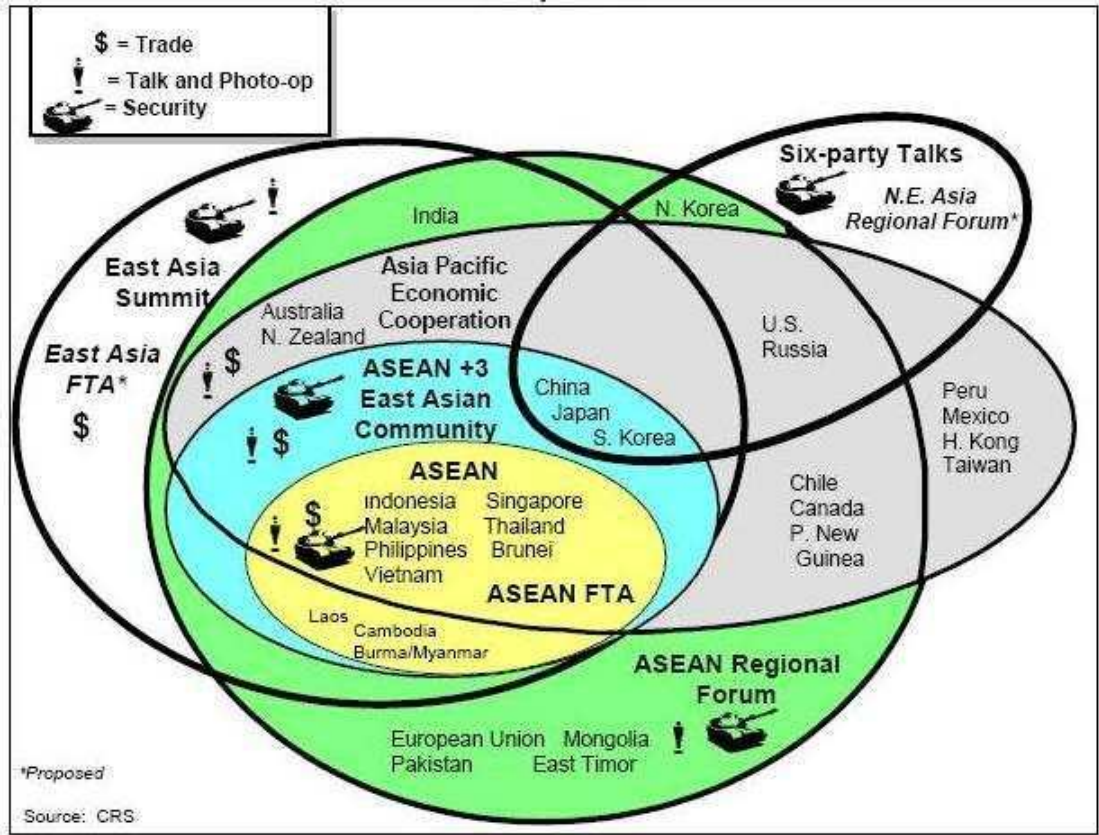 $ = Trade
= Talk and Photo-op
= Security
Six-party Talks
N.E. Asia
Regional Forum*
India
N. Korea
East Asia
Summit
Asia Pacific
Economic
Cooperation
Australia
N. Zealand
U.S.
Russia
East Asia
FTA*
$
$
ASEAN +3
East Asian
Community
$
China
Japan
S. Korea
Peru
Mexico
H. Kong
Taiwan
ASEAN
Indonesia Singapore
$
Malaysia Thailand
Philippines Brunei
Vietnam
ASEAN FTA
Chile
Canada
P. New
Guinea
Laos
Cambodia
Burma/Myanmar
ASEAN Regional
Forum
European Union Mongolia
Pakistan East Timor
*Proposed
Source: CRS